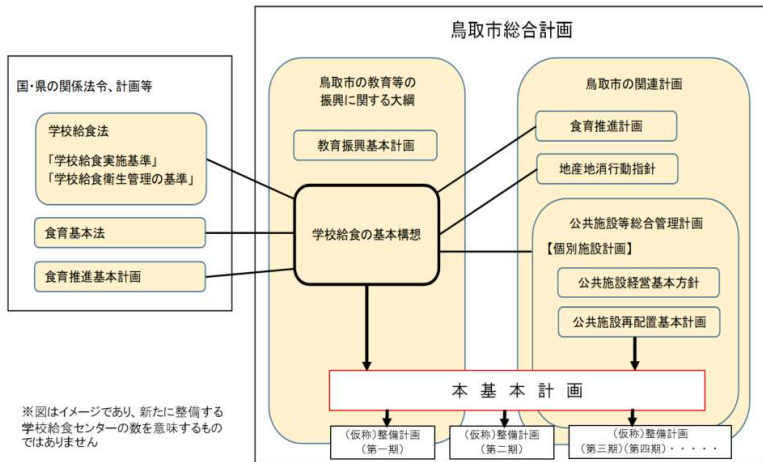 鳥取市総合計画
国・県の関係法令、計画等
学校給食法
「学校給食実施基準」
「学校給食衛生管理の基準」
食育基本法
食育推進基本計画
鳥取市の教育等の
振興に関する大綱
教育振興基本計画
学校給食の基本構想
鳥取市の関連計画
食育推進計画
地産地消行動指針
公共施設等総合管理計画
【個別施設計画】
公共施設経営基本方針
公共施設再配置基本計画
本基本計画
(仮称)整備計画
(第一期)
(仮称)整備計画
(第二期)
(仮称)整備計画
(第三期)(第四期)・・・・・
※図はイメージであり、新たに整備する
学校給食センターの数を意味するもの
ではありません